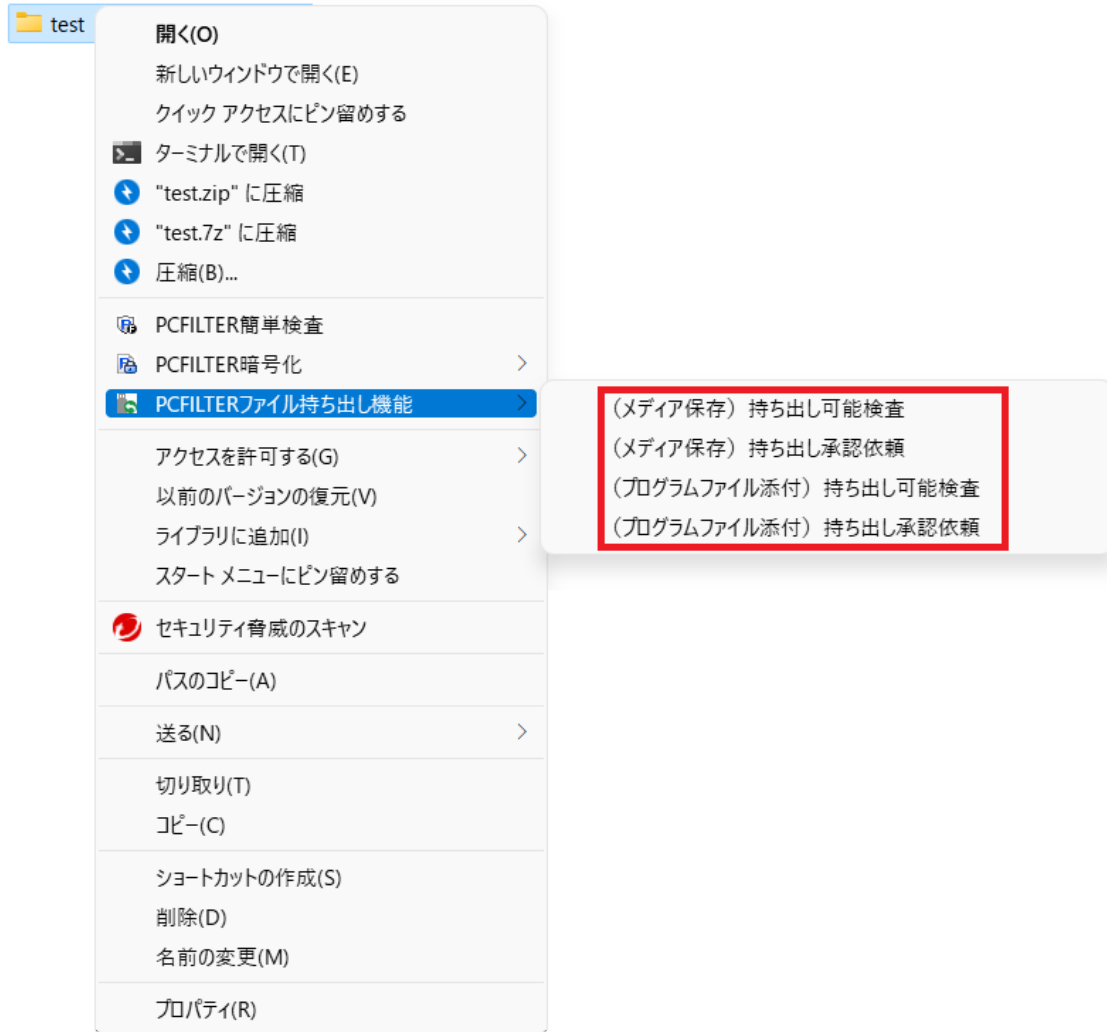 test
開く(O)
新しいウィンドウで開く(E)
クイック アクセスにピン留めする
ターミナルで開く(T)
"test.zip" に圧縮
"test.7z" に圧縮
圧縮(B)...
PCFILTER簡単検査
PCFILTER暗号化
PCFILTERファイル持ち出し機能
(メディア保存)持ち出し可能検査
(メディア保存)持ち出し承認依頼
(プログラムファイル添付)持ち出し可能検査
(プログラムファイル添付)持ち出し承認依頼
アクセスを許可する(G)
以前のバージョンの復元(V)
ライブラリに追加(I)
スタート メニューにピン留めする
セキュリティ脅威のスキャン
パスのコピー(A)
送る(N)
切り取り(T)
コピー(C)
ショートカットの作成(S)
削除(D)
名前の変更(M)
プロパティ(R)